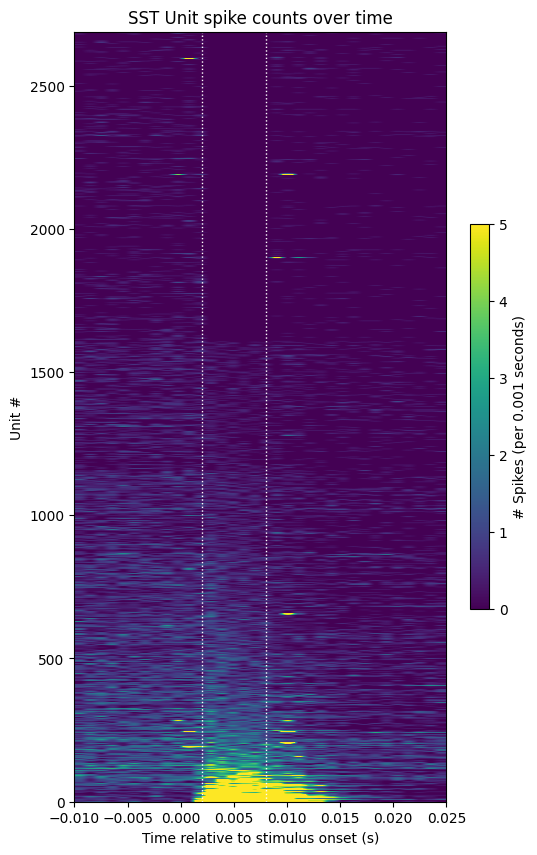 SST Unit spike counts over time
2500
2000
1500
1000
500
0
Unit #
−0.010 −0.005 0.000 0.005 0.010 0.015 0.020 0.025
Time relative to stimulus onset (s)
5
4
3
2
1
0
# Spikes (per 0.001 seconds)